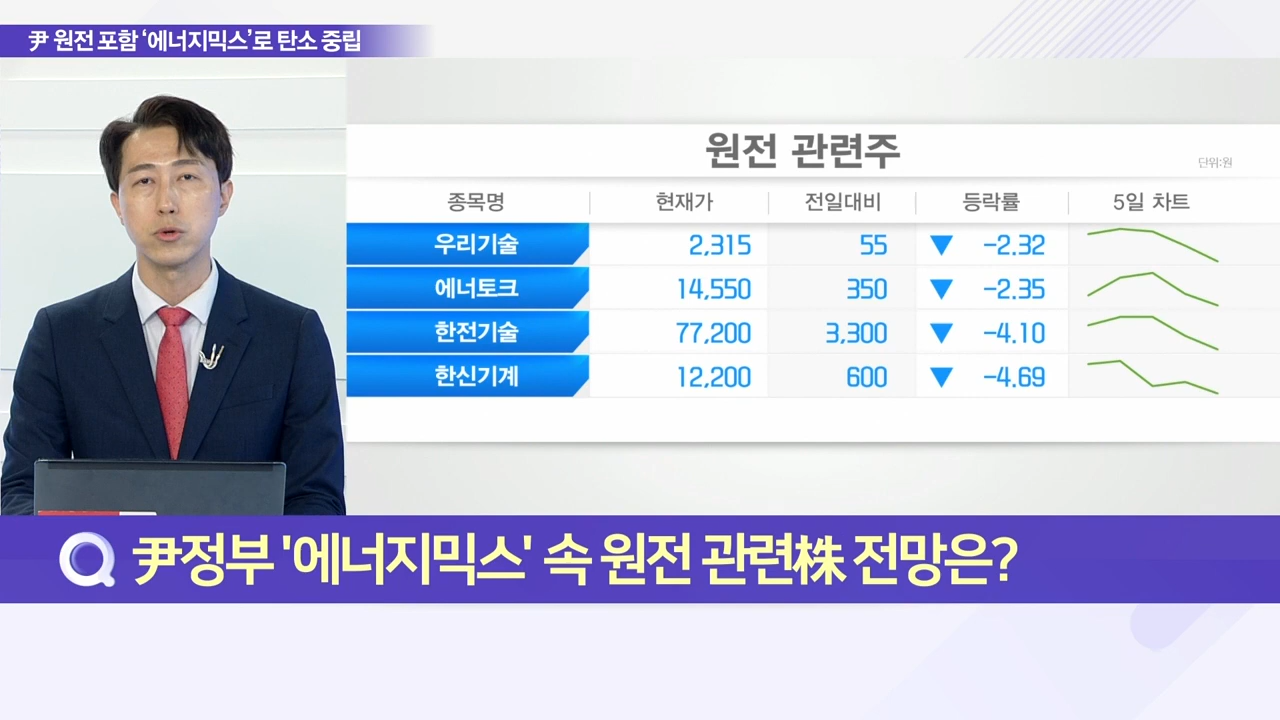 尹 원전 포함 ‘에너지믹스’로 탄소 중립
원전 관련주
단위:원
종목명 현재가 전일대비 등락률 5일 차트
우리기술 2,315 55 ▼ -2.32
에너토크 14,550 350 ▼ -2.35
한전기술 77,200 3,300 ▼ -4.10
한신기계 12,200 600 ▼ -4.69
尹정부 '에너지믹스' 속 원전 관련株 전망은?